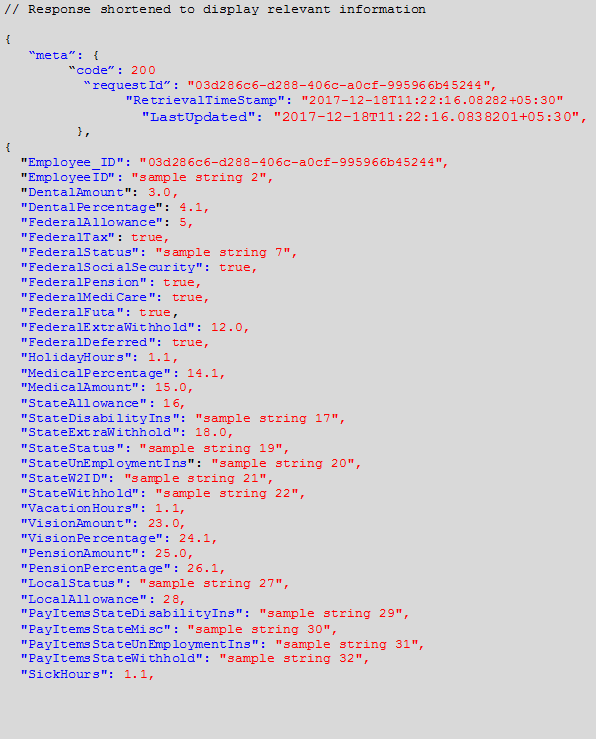 // Response shortened to display relevant information
{
“meta”: {
“code”: 200
“requestId”: “03d286c6-d288-406c-a0cf-995966b45244”,
"RetrievalTimeStamp": "2017-12-18T11:22:16.08282+05:30"
"LastUpdated": "2017-12-18T11:22:16.0838201+05:30",
},
{
"Employee_ID": "03d286c6-d288-406c-a0cf-995966b45244",
"EmployeeID": "sample string 2",
"DentalAmount": 3.0,
"DentalPercentage": 4.1,
"FederalAllowance": 5,
"FederalTax": true,
"FederalStatus": "sample string 7",
"FederalSocialSecurity": true,
"FederalPension": true,
"FederalMediCare": true,
"FederalFuta": true,
"FederalExtraWithhold": 12.0,
"FederalDeferred": true,
"HolidayHours": 1.1,
"MedicalPercentage": 14.1,
"MedicalAmount": 15.0,
"StateAllowance": 16,
"StateDisabilityIns": "sample string 17",
"StateExtraWithhold": 18.0,
"StateStatus": "sample string 19",
"StateUnEmploymentIns": "sample string 20",
"StateW2ID": "sample string 21",
"StateWithhold": "sample string 22",
"VacationHours": 1.1,
"VisionAmount": 23.0,
"VisionPercentage": 24.1,
"PensionAmount": 25.0,
"PensionPercentage": 26.1,
"LocalStatus": "sample string 27",
"LocalAllowance": 28,
"PayItemsStateDisabilityIns": "sample string 29",
"PayItemsStateMisc": "sample string 30",
"PayItemsStateUnEmploymentIns": "sample string 31",
"PayItemsStateWithhold": "sample string 32",
"SickHours": 1.1,